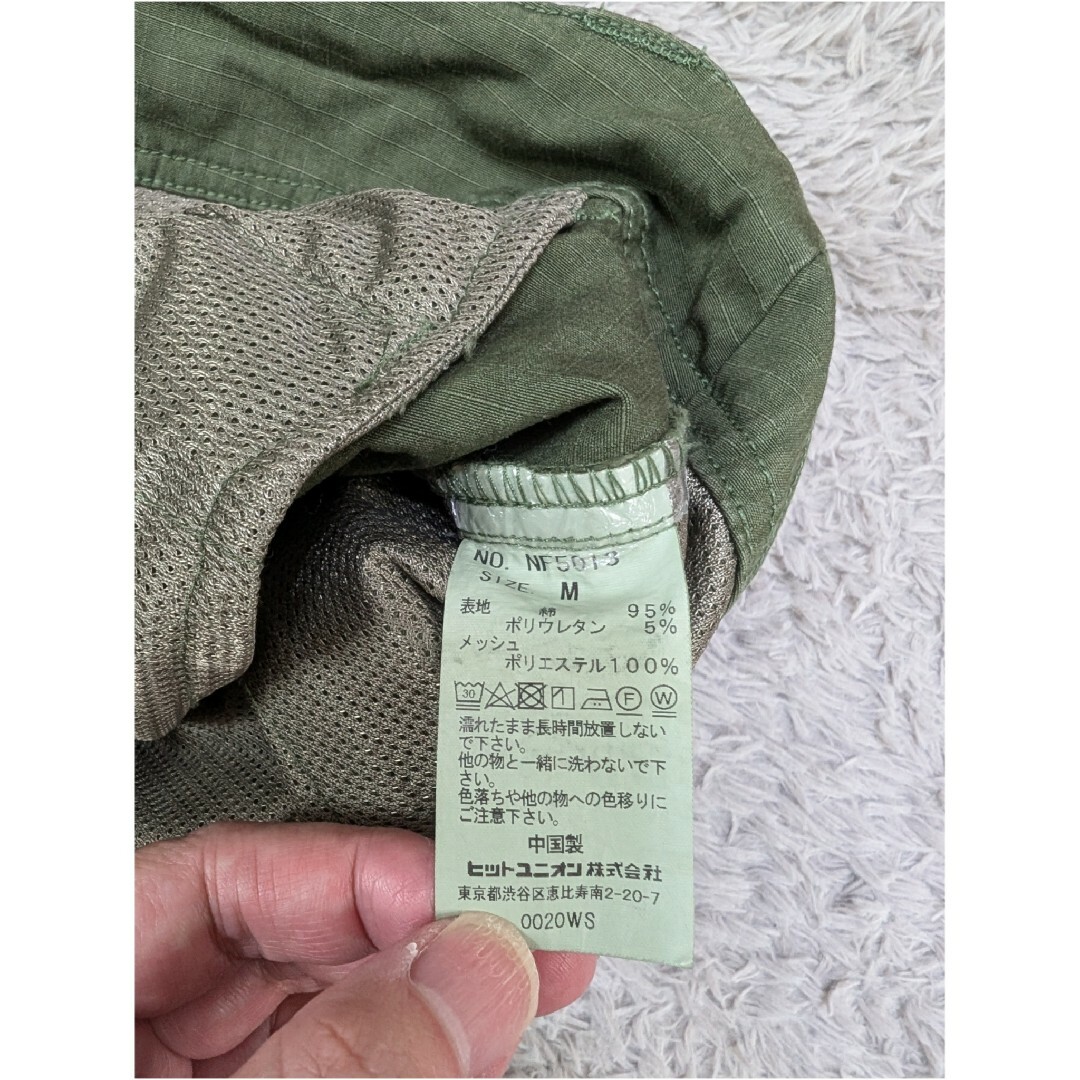 NO. NF501-3
SIZE M
表地 綿 95%
ポリウレタン 5%
メッシュ
ポリエステル100%
30 1 F W
濡れたまま長時間放置しない
で下さい。
他の物と一緒に洗わないで下
さい。
色落ちや他の物への色移りに
ご注意下さい。
中国製
ヒットユニオン株式会社
東京都渋谷区恵比寿南2-20-7
0020WS